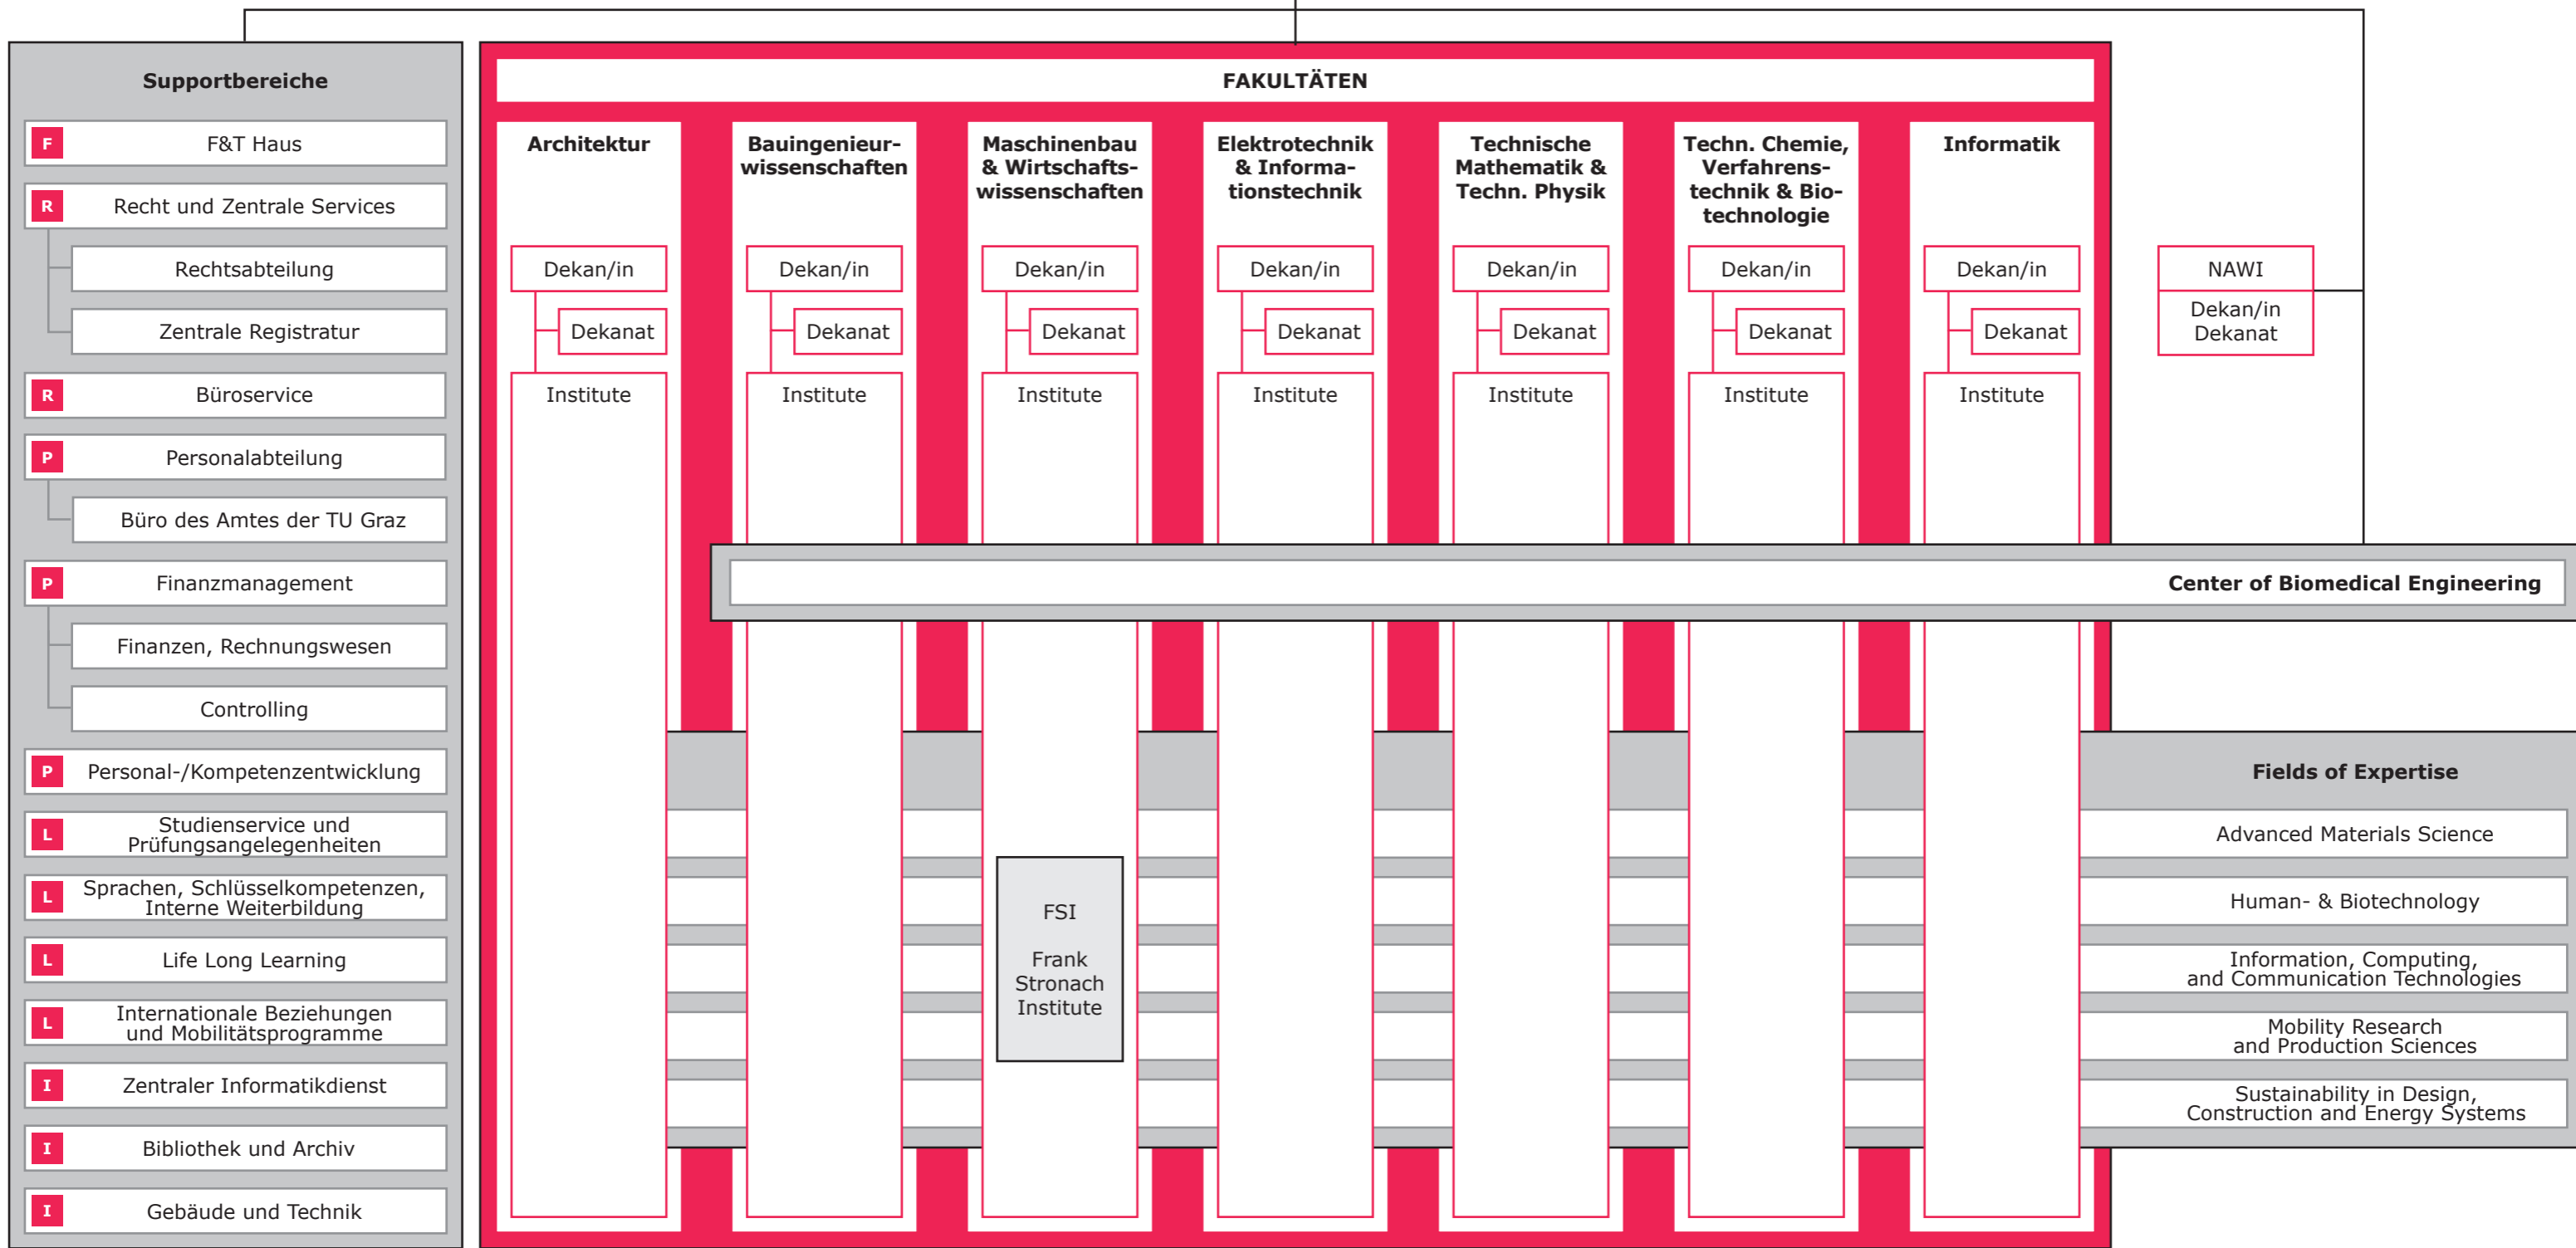 Supportbereiche
F
F&T Haus
R
Recht und Zentrale Services
Rechtsabteilung
Zentrale Registratur
R
Büroservice
P
Personalabteilung
Büro des Amtes der TU Graz
P
Finanzmanagement
Finanzen, Rechnungswesen
Controlling
P
Personal-/Kompetenzentwicklung
L
Studienservice und
Prüfungsangelegenheiten
L
Sprachen, Schlüsselkompetenzen,
Interne Weiterbildung
L
Life Long Learning
L
Internationale Beziehungen
und Mobilitätsprogramme
I
Zentraler Informatikdienst
I
Bibliothek und Archiv
I
Gebäude und Technik
FAKULTÄTEN
Architektur
Dekan/in
Dekanat
Institute
Bauingenieur-
wissenschaften
Dekan/in
Dekanat
Institute
Maschinenbau
& Wirtschafts-
wissenschaften
Dekan/in
Dekanat
Institute
FSI
Frank
Stronach
Institute
Elektrotechnik
& Informa-
tionstechnik
Dekan/in
Dekanat
Institute
Technische
Mathematik &
Techn. Physik
Dekan/in
Dekanat
Institute
Techn. Chemie,
Verfahrens-
technik & Bio-
technologie
Dekan/in
Dekanat
Institute
Informatik
Dekan/in
Dekanat
Institute
NAWI
Dekan/in
Dekanat
Center of Biomedical Engineering
Fields of Expertise
Advanced Materials Science
Human- & Biotechnology
Information, Computing,
and Communication Technologies
Mobility Research
and Production Sciences
Sustainability in Design,
Construction and Energy Systems